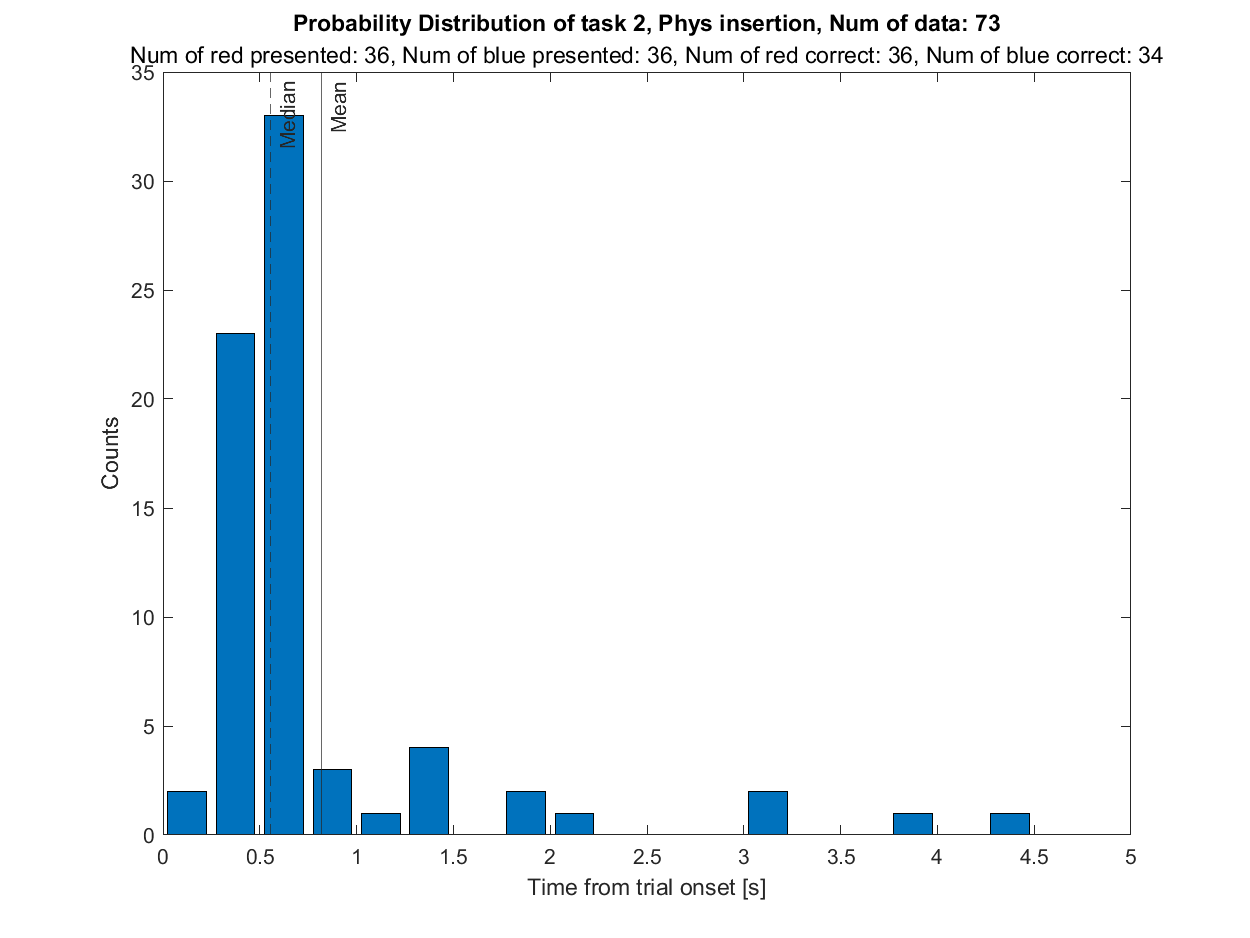 Probability Distribution of task 2, Phys insertion, Num of data: 73
Num of red presented: 36, Num of blue presented: 36, Num of red correct: 36, Num of blue correct: 34
35
30
25
20
15
10
5
0
Counts
Median
Mean
0 0.5 1 1.5 2 2.5 3 3.5 4 4.5 5
Time from trial onset [s]